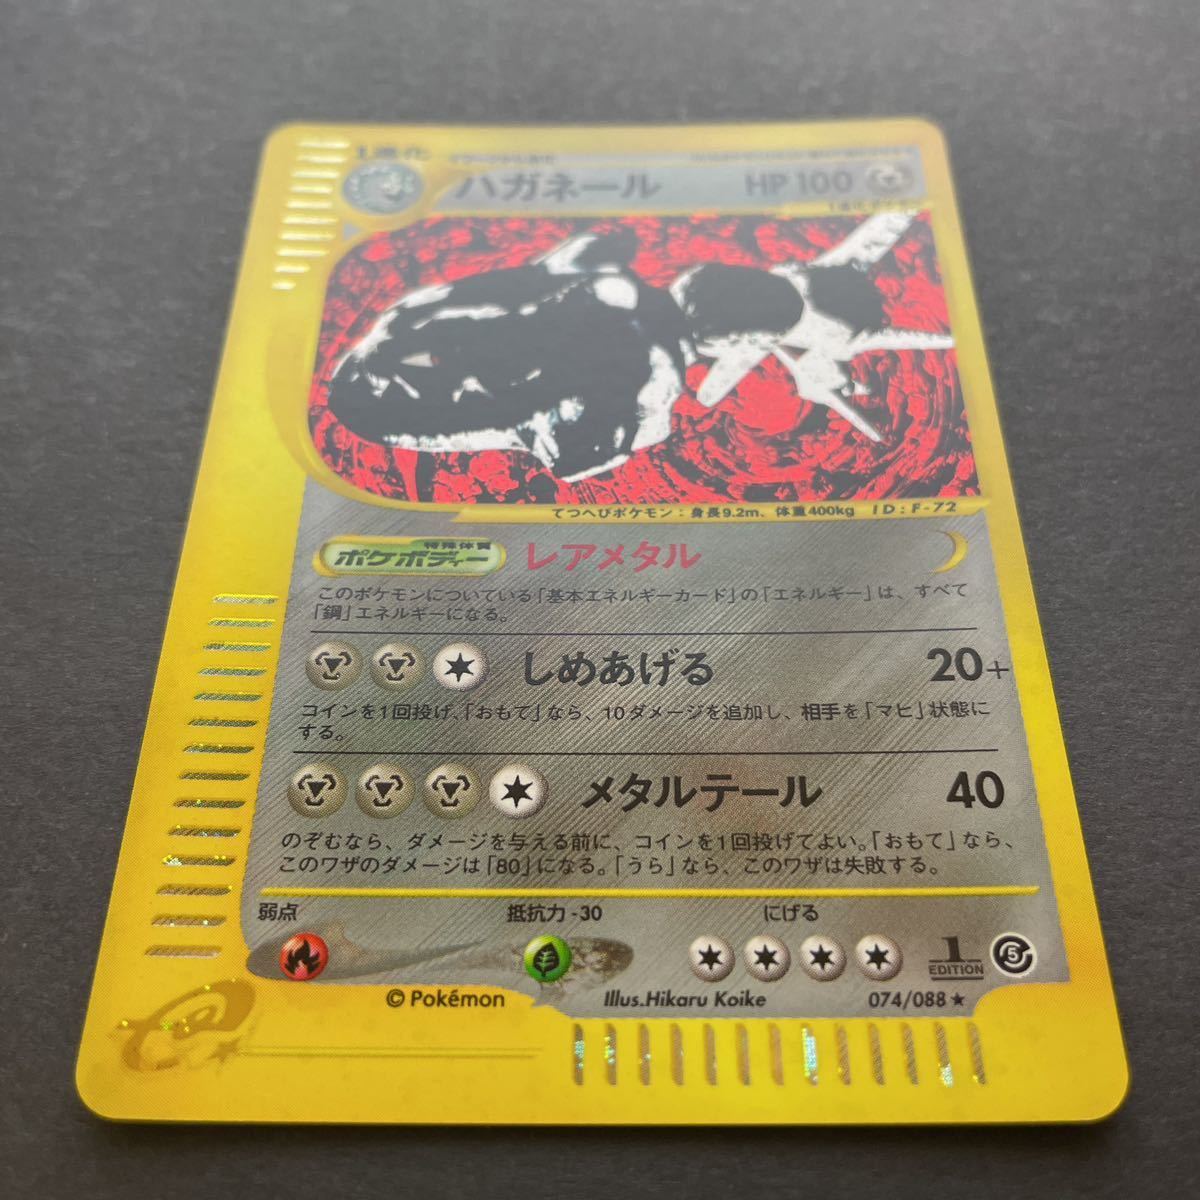 1進化
ハガネール HP 100
てつへびポケモン：身長9.2m、体重400kg ID：F-72
特殊体質
ポケボディー レアメタル
このポケモンについている「基本エネルギーカード」の「エネルギー」は、すべて
「鋼」エネルギーになる。
しめあげる 20+
コインを1回投げ、「おもて」なら、10ダメージを追加し、相手を「マヒ」状態に
する。
メタルテール 40
のぞむなら、ダメージを与える前に、コインを1回投げてよい。「おもて」なら、
このワザのダメージは「80」になる。「うら」なら、このワザは失敗する。
弱点 抵抗力 -30 にげる
1
EDITION
5
© Pokémon Illus.Hikaru Koike 074/088 ★
e